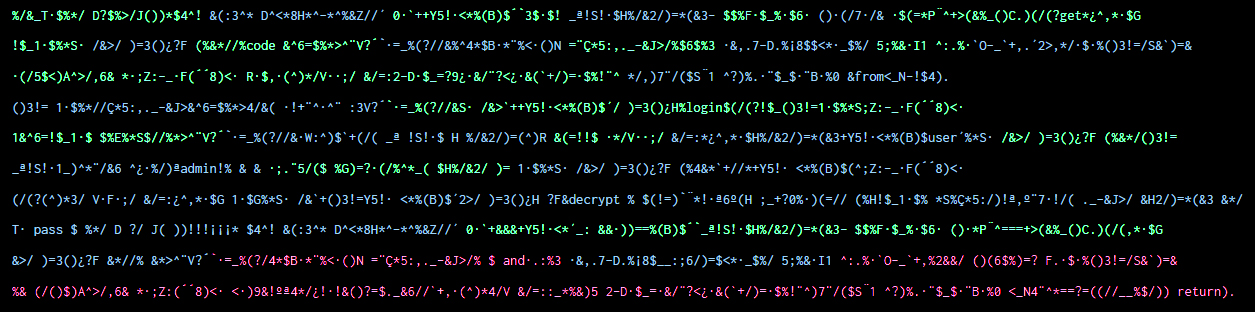 %/&_T·$%*/ D?$%>/J())*$4^! &(:3^* D^<*8H*^-*^%&Z//´ 0·`++Y5!·<*%(B)$´`3$·$! _ª!S!·$H%/&2/)=*(&3- $$%F·$_%·$6· ()·(/7·/& ·$(=*P¨^+>(&%_()C.)(/(?get*¿^,*·$G
!$_1·$%*S· /&>/ )=3()¿?F (%&*//%code &^6=$%*>^¨V?´`·=_%(?//&%^4*$B·*¨%<·()N =¨Ç*5:,._-&J>/%$6$%3 ·&,.7-D.%¡8$$<*·_$%/ 5;%&·I1 ^:.%·`O-_`+,.´2>,*/·$·%()3!=/S&`)=&
·(/5$<)A^>/,6& *·;Z:-_·F(´´8)<· R·$,·(^)*/V··;/ &/=:2-D·$_=?9¿·&/¨?<¿·&(`+/)=·$%!¨^ */,)7¨/($S¨1 ^?)%.·¨$_$·¨B·%0 &from<_N-!$4).
()3!= 1·$%*//Ç*5:,._-&J>&^6=$%*>4/&( ·!+¨^·^¨ :3V?´`·=_%(?//&S· /&>`++Y5!·<*%(B)$´/ )=3()¿H%login$(/(?!$_()3!=1·$%*S;Z:-_·F(´´8)<·
1&^6=!$_1·$ $%E%*S$//%*>^¨V?´`·=_%(?//&·W:^)$`+(/( _ª !S!·$ H %/&2/)=(^)R &(=!!$ ·*/V··;/ &/=:*¿^,*·$H%/&2/)=*(&3+Y5!·<*%(B)$user´%*S· /&>/ )=3()¿?F (%&*/()3!=
_ª!S!·1_)^*¨/&6 ^¿·%/)ªadmin!% & & ·;.¨5/($ %G)=?·(/%^*_( $H%/&2/ )= 1·$%*S· /&>/ )=3()¿?F (%4&*`+//*+Y5!· <*%(B)$(^;Z:-_·F(´´8)<·
(/(?(^)*3/ V·F·;/ &/=:¿^,*·$G 1·$G%*S· /&`+()3!=Y5!· <*%(B)$´2>/ )=3()¿H ?F&decrypt % $(!=)`¨*!·ª6º(H ;_+?0%·)(=// (%H!$_1·$% *S%Ç*5:/)!ª,º¨7·!/( ._-&J>/ &H2/)=*(&3 &*/
T· pass $ %*/ D ?/ J( ))!!!¡¡¡* $4^! &(:3^* D^<*8H*^-*^%&Z//´ 0·`+&&&+Y5!·<*´_: &&·))==%(B)$´`_ª!S!·$H%/&2/)=*(&3- $$%F·$_%·$6· ()·*P¨^===+>(&%_()C.)(/(,*·$G
&>/ )=3()¿?F &*//% &*>^¨V?´`·=_%(?/4*$B·*¨%<·()N =¨Ç*5:,._-&J>/% $ and·.:%3 ·&,.7-D.%¡8$__:;6/)=$<*·_$%/ 5;%&·I1 ^:.%·`O-_`+,%2&&/ ()(6$%)=? F.·$·%()3!=/S&`)=&
%& (/()$)A^>/,6& *·;Z:(´´8)<· <·)9&!ºª4*/¿!·!&()?=$._&6//`+,·(^)*4/V &/=::_*%&)5 2-D·$_=·&/¨?<¿·&(`+/)=·$%!¨^)7¨/($S¨1 ^?)%.·¨$_$·¨B·%0 <_N4¨^*==?=((//__%$/)) return).